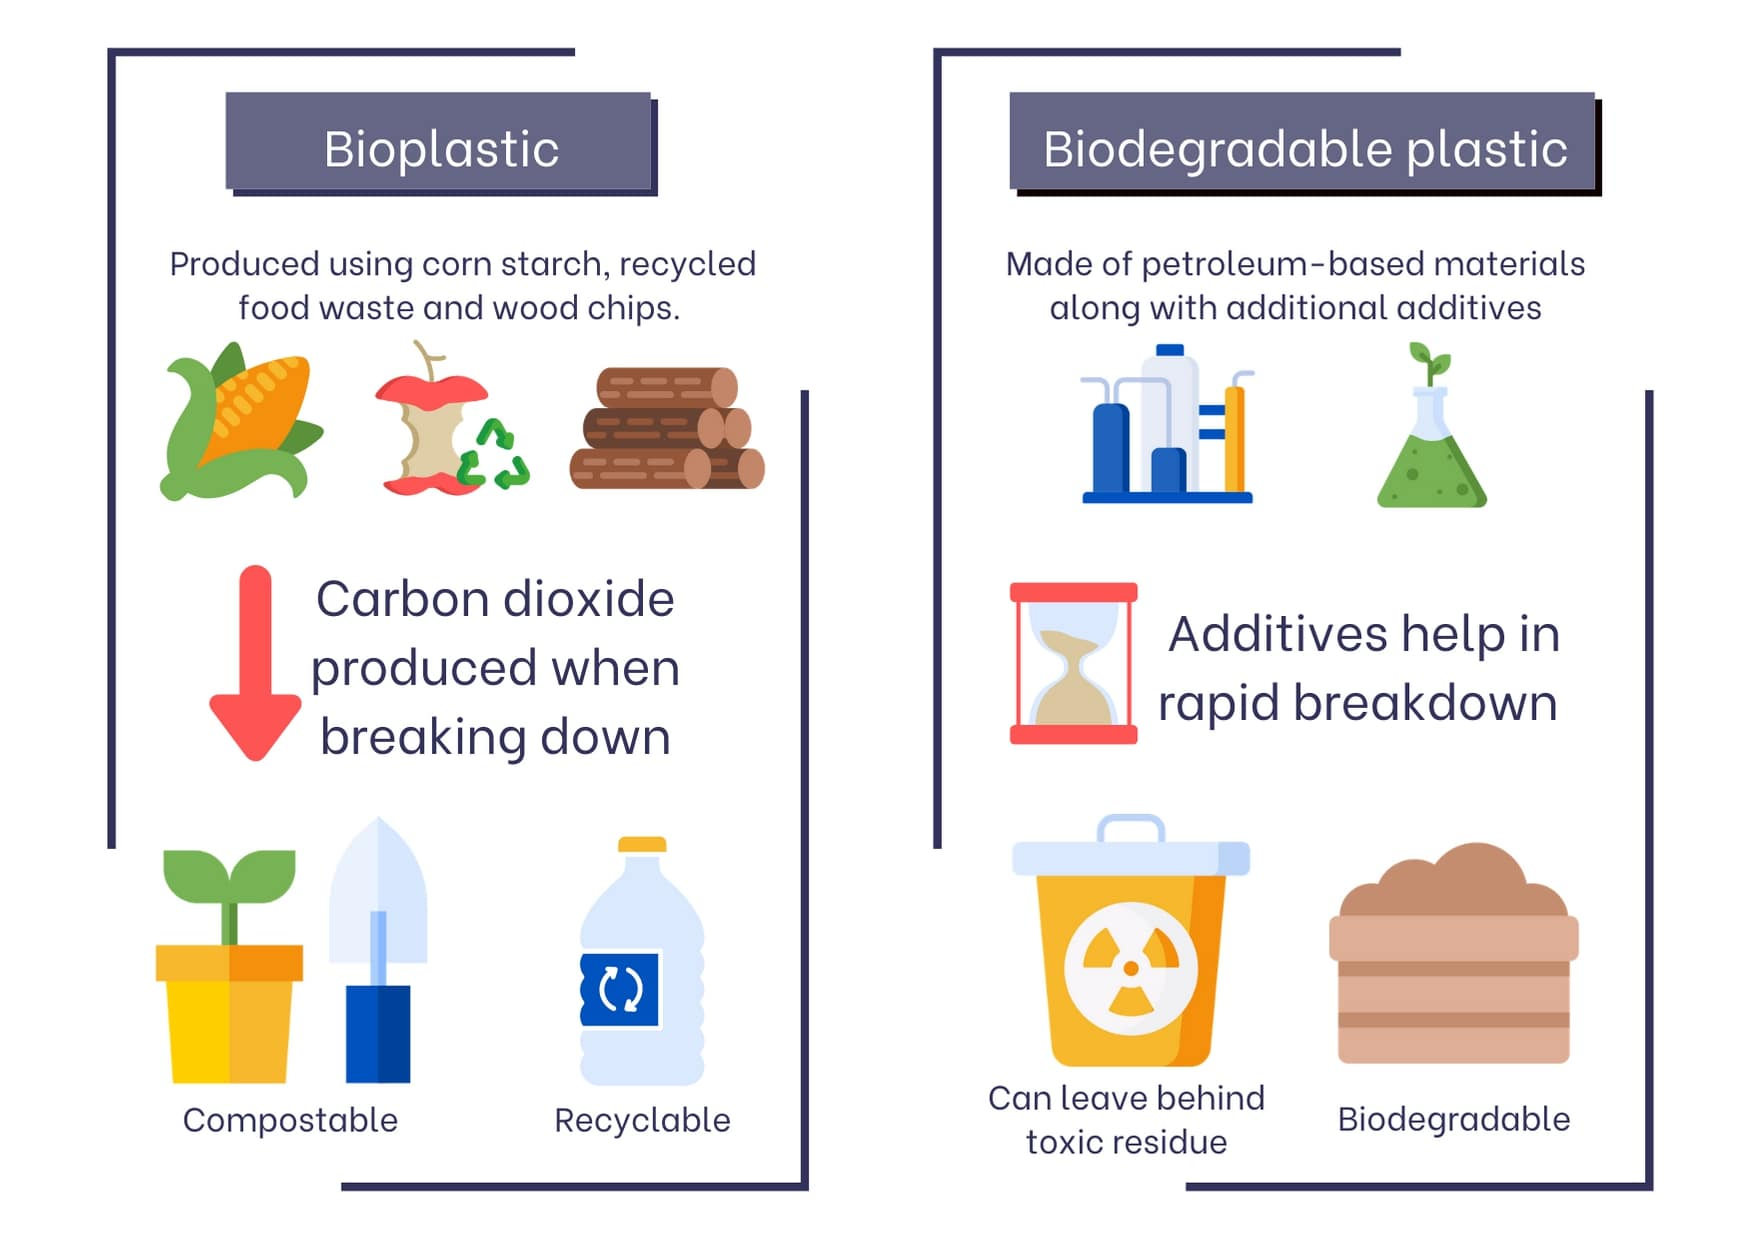 Bioplastic
Produced using corn starch, recycled
food waste and wood chips.
Carbon dioxide
produced when
breaking down
Compostable
Recyclable
Biodegradable plastic
Made of petroleum-based materials
along with additional additives
Additives help in
rapid breakdown
Can leave behind
toxic residue
Biodegradable